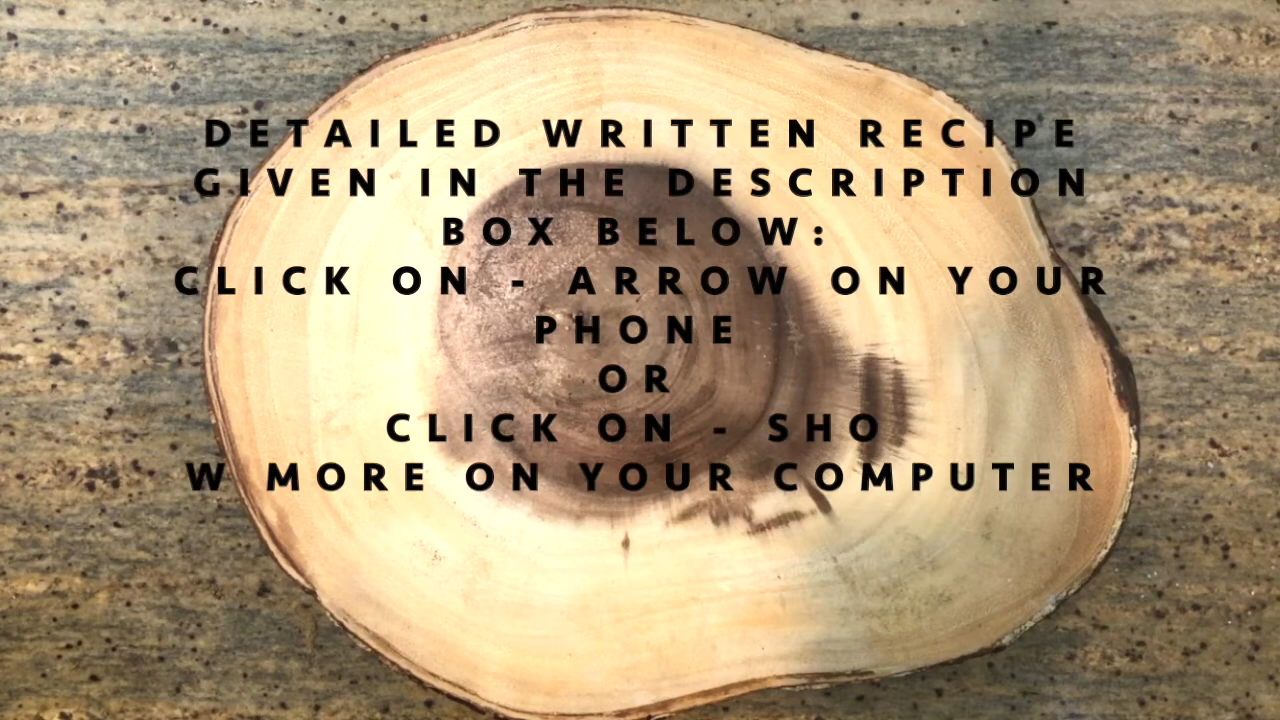 DETAILED WRITTEN RECIPE
GIVEN IN THE DESCRIPTION
BOX BELOW:
CLICK ON - ARROW ON YOUR
PHONE
OR
CLICK ON - SHO
W MORE ON YOUR COMPUTER